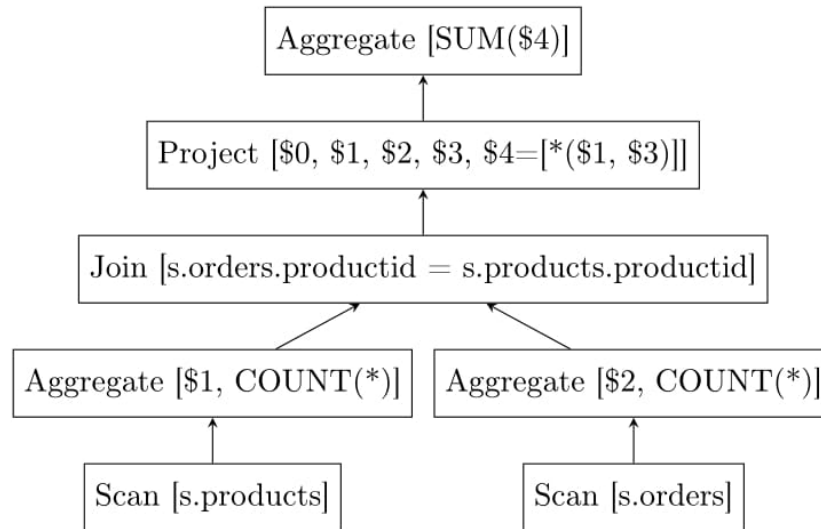 Aggregate [SUM($4)]
Project [$0, $1, $2, $3, $4=[*($1, $3)]]
Join [s.orders.productid = s.products.productid]
Aggregate [$1, COUNT(*)]
Aggregate [$2, COUNT(*)]
Scan [s.products]
Scan [s.orders]